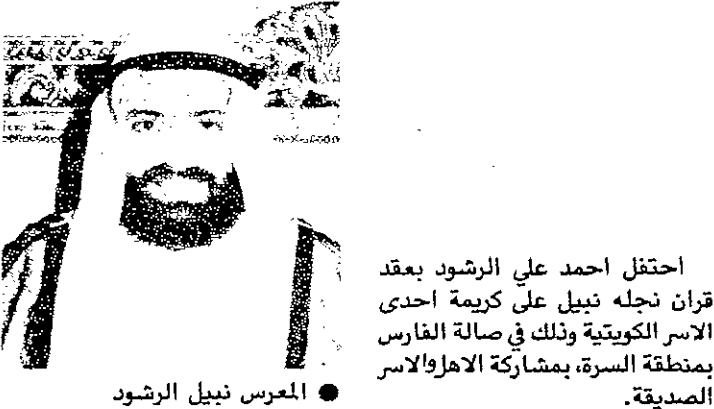 احتفل احمد علي الرشود بعقد
قران نجله نبيل على كريمة احدى
الاسر الكويتية وذلك في صالة الفارس
بمنطقة السرة، بمشاركة الاهل والاسر
الصديقة.
● المعرس نبيل الرشود